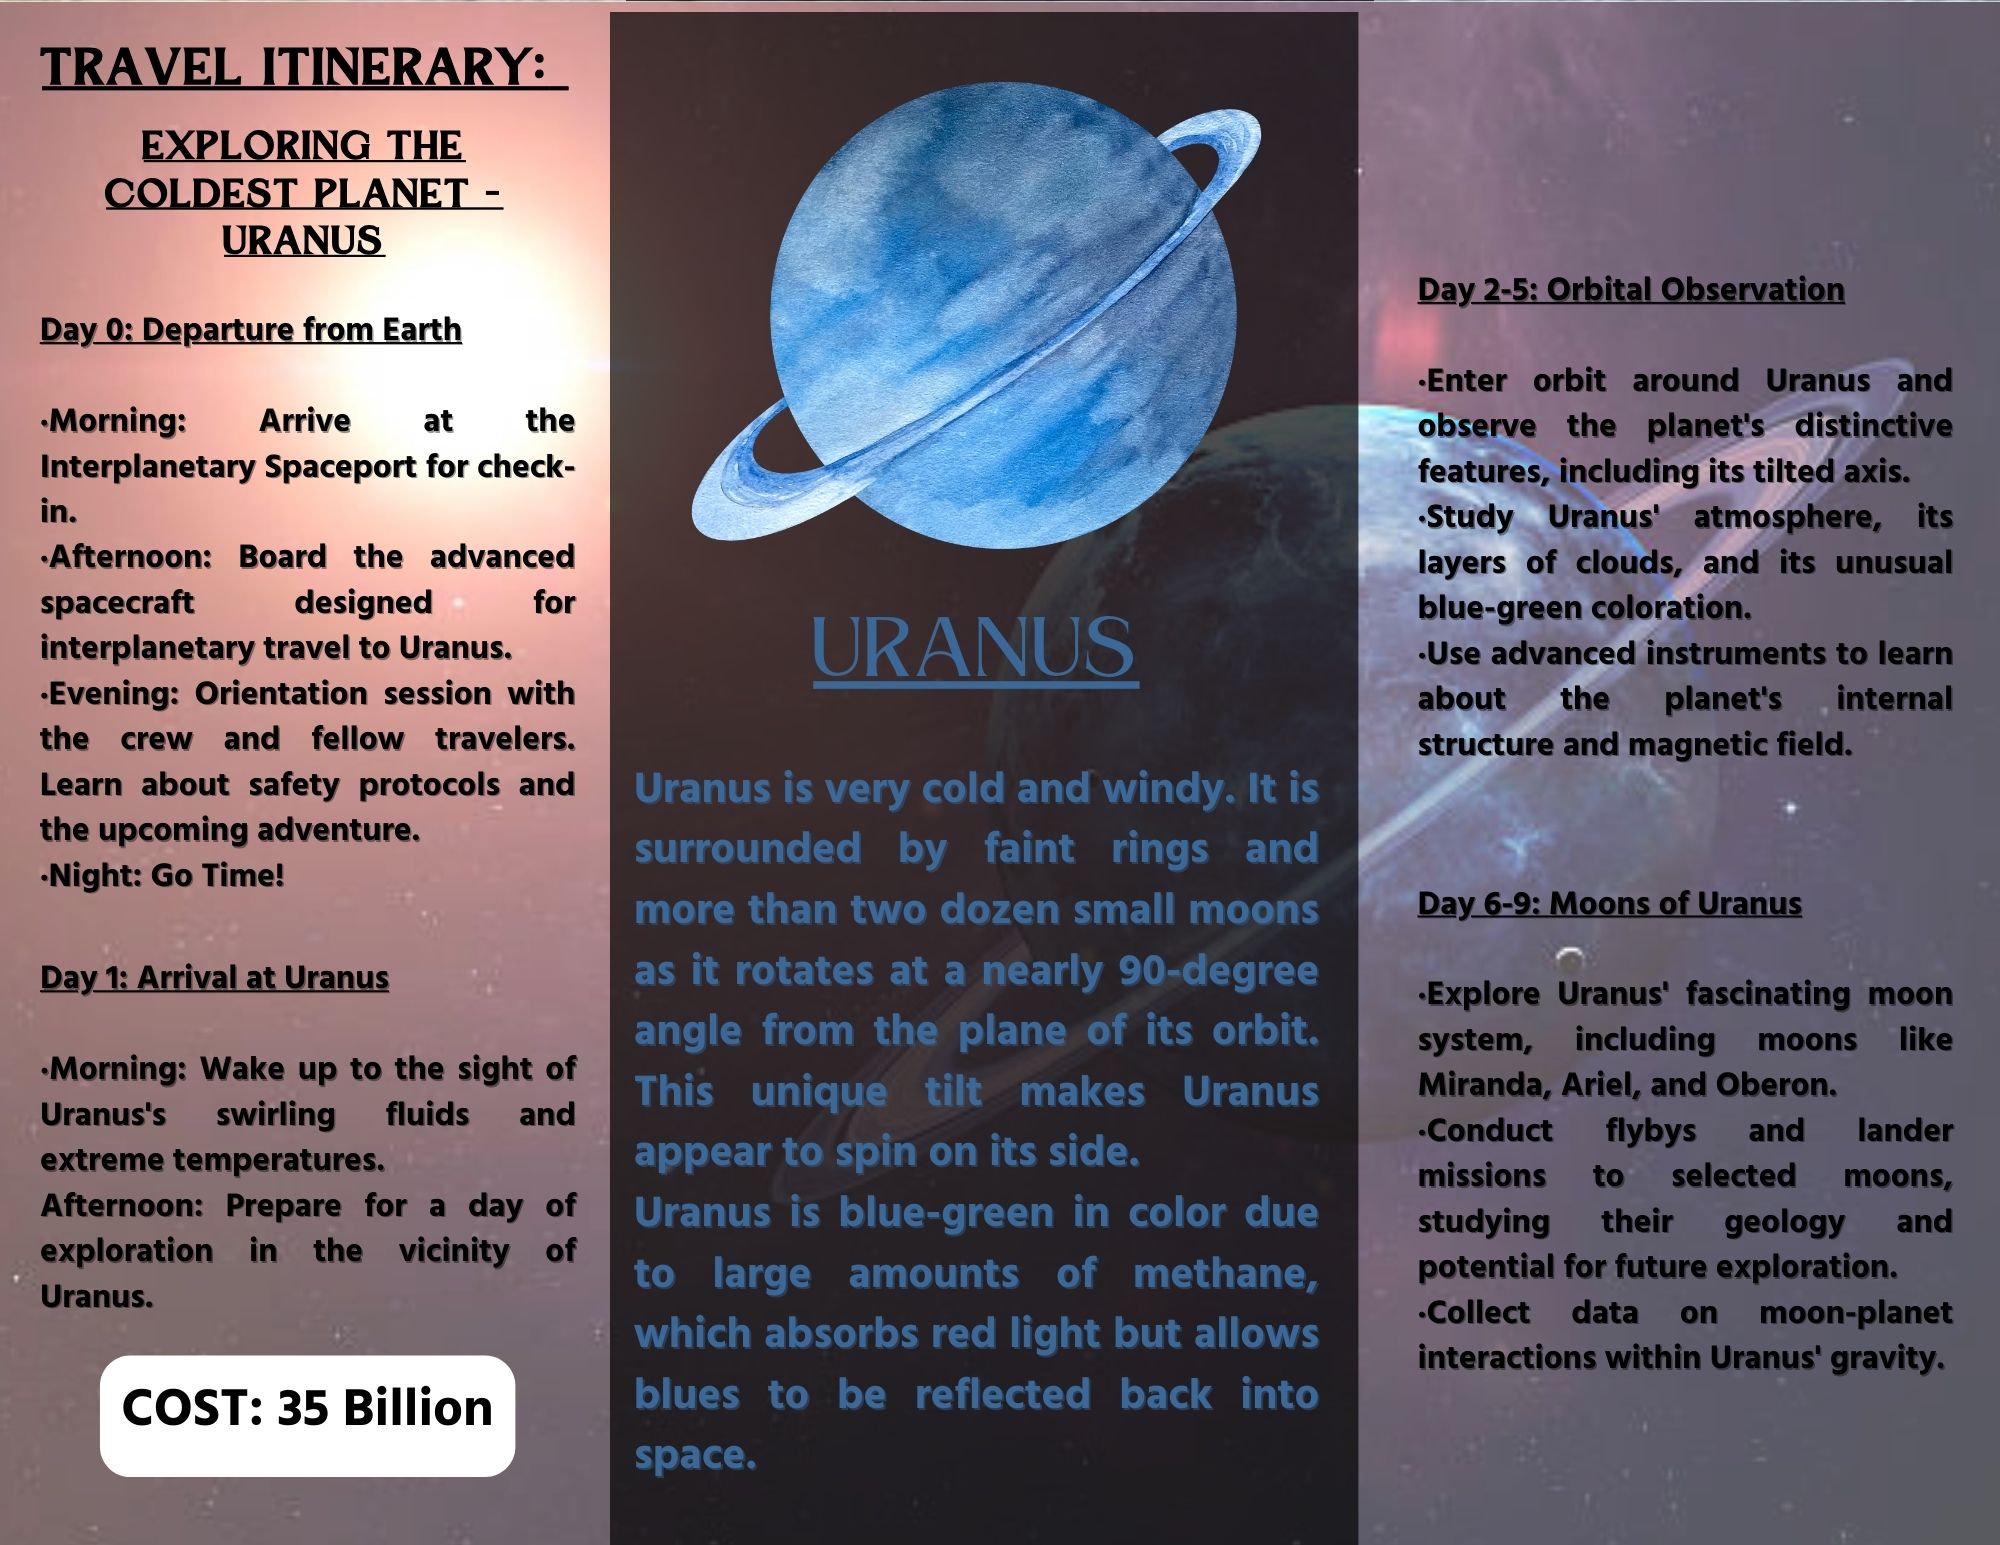 TRAVEL ITINERARY:
EXPLORING THE
COLDEST PLANET -
URANUS
Day 0: Departure from Earth
·Morning: Arrive at the
Interplanetary Spaceport for check-
in.
·Afternoon: Board the advanced
spacecraft designed for
interplanetary travel to Uranus.
·Evening: Orientation session with
the crew and fellow travelers.
Learn about safety protocols and
the upcoming adventure.
·Night: Go Time!
Day 1: Arrival at Uranus
·Morning: Wake up to the sight of
Uranus's swirling fluids and
extreme temperatures.
Afternoon: Prepare for a day of
exploration in the vicinity of
Uranus.
COST: 35 Billion
URANUS
Uranus is very cold and windy. It is
surrounded by faint rings and
more than two dozen small moons
as it rotates at a nearly 90-degree
angle from the plane of its orbit.
This unique tilt makes Uranus
appear to spin on its side.
Uranus is blue-green in color due
to large amounts of methane,
which absorbs red light but allows
blues to be reflected back into
space.
Day 2-5: Orbital Observation
·Enter orbit around Uranus and
observe the planet's distinctive
features, including its tilted axis.
·Study Uranus' atmosphere, its
layers of clouds, and its unusual
blue-green coloration.
·Use advanced instruments to learn
about the planet's internal
structure and magnetic field.
Day 6-9: Moons of Uranus
·Explore Uranus' fascinating moon
system, including moons like
Miranda, Ariel, and Oberon.
·Conduct flybys and lander
missions to selected moons,
studying their geology and
potential for future exploration.
·Collect data on moon-planet
interactions within Uranus' gravity.